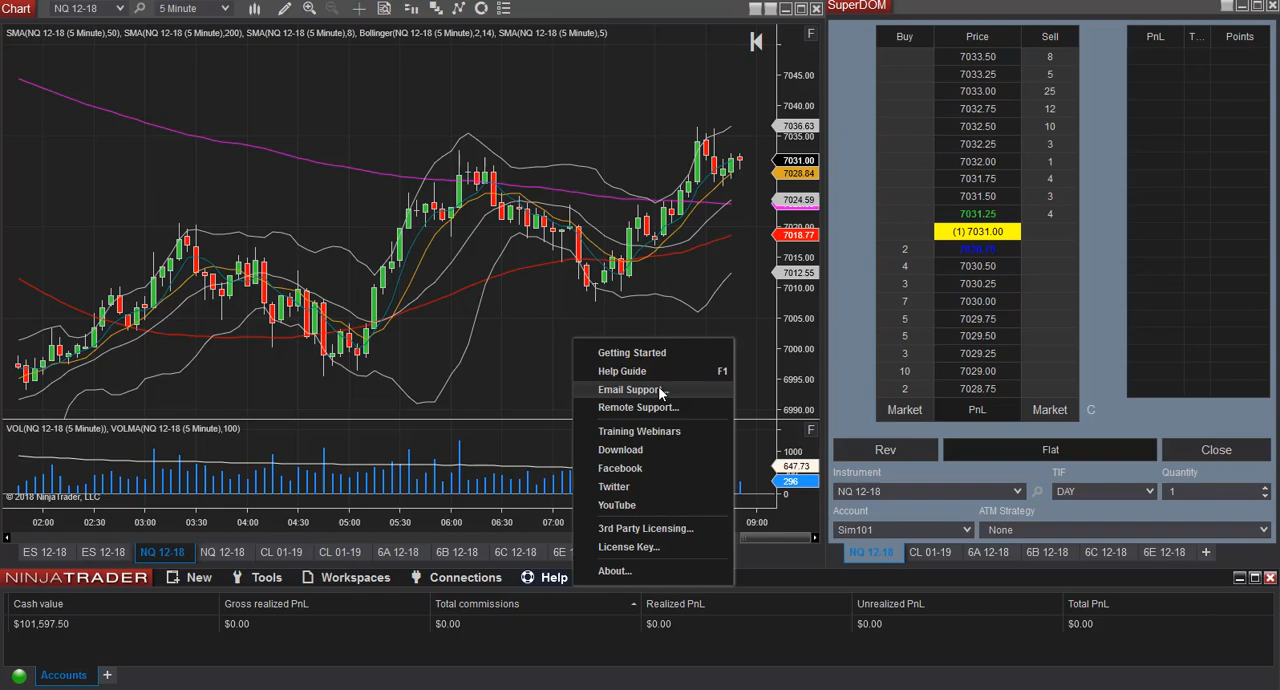 Chart NQ 12-18 5 Minute
SMA(NQ 12-18 (5 Minute),50), SMA(NQ 12-18 (5 Minute),200), SMA(NQ 12-18 (5 Minute),8), Bollinger(NQ 12-18 (5 Minute),2,14), SMA(NQ 12-18 (5 Minute),5)
F
7045.00
7040.00
7036.63
7035.00
7031.00
7028.84
7024.59
7020.00
7018.77
7015.00
7012.55
7010.00
7005.00
7000.00
6995.00
6990.00
VOL(NQ 12-18 (5 Minute)), VOLMA(NQ 12-18 (5 Minute),100)
F
1000
647.73
296
0
© 2018 NinjaTrader, LLC
02:00 02:30 03:00 03:30 04:00 04:30 05:00 05:30 06:00 06:30 07:00 09:00
ES 12-18 ES 12-18 NQ 12-18 NQ 12-18 CL 01-19 CL 01-19 6A 12-18 6B 12-18 6C 12-18 6E
Getting Started
Help Guide F1
Email Support...
Remote Support...
Training Webinars
Download
Facebook
Twitter
YouTube
3rd Party Licensing...
License Key...
About...
SuperDOM
Buy Price Sell
7033.50 8
7033.25 5
7033.00 25
7032.75 12
7032.50 10
7032.25 3
7032.00 1
7031.75 4
7031.50 3
7031.25 4
(1) 7031.00
2 7030.75
4 7030.50
3 7030.25
7 7030.00
5 7029.75
5 7029.50
3 7029.25
10 7029.00
2 7028.75
Market PnL Market C
PnL T... Points
Rev Flat Close
Instrument TIF Quantity
NQ 12-18 DAY 1
Account ATM Strategy
Sim101 None
NQ 12-18 CL 01-19 6A 12-18 6B 12-18 6C 12-18 6E 12-18 +
NINJATRADER New Tools Workspaces Connections Help
Cash value Gross realized PnL Total commissions Realized PnL Unrealized PnL Total PnL
$101,597.50 $0.00 $0.00 $0.00 $0.00 $0.00
Accounts +